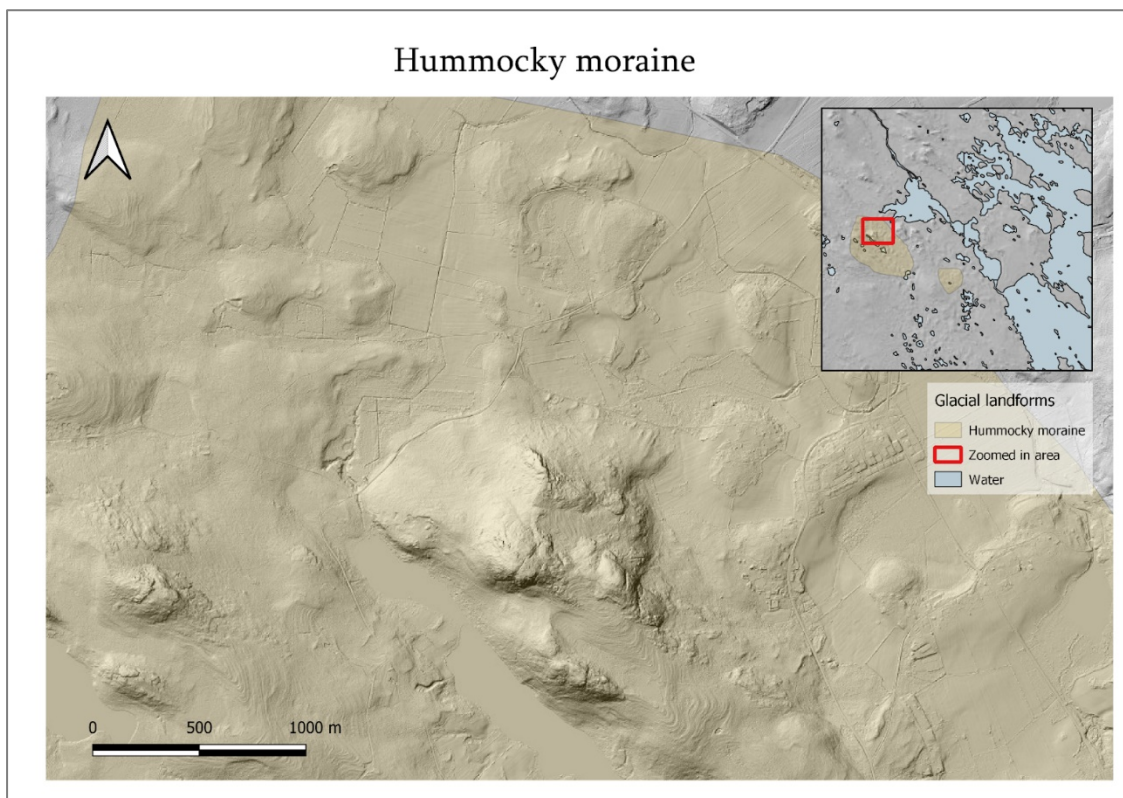 Hummocky moraine
Glacial landforms
Hummocky moraine
Zoomed in area
Water
0 500 1000 m